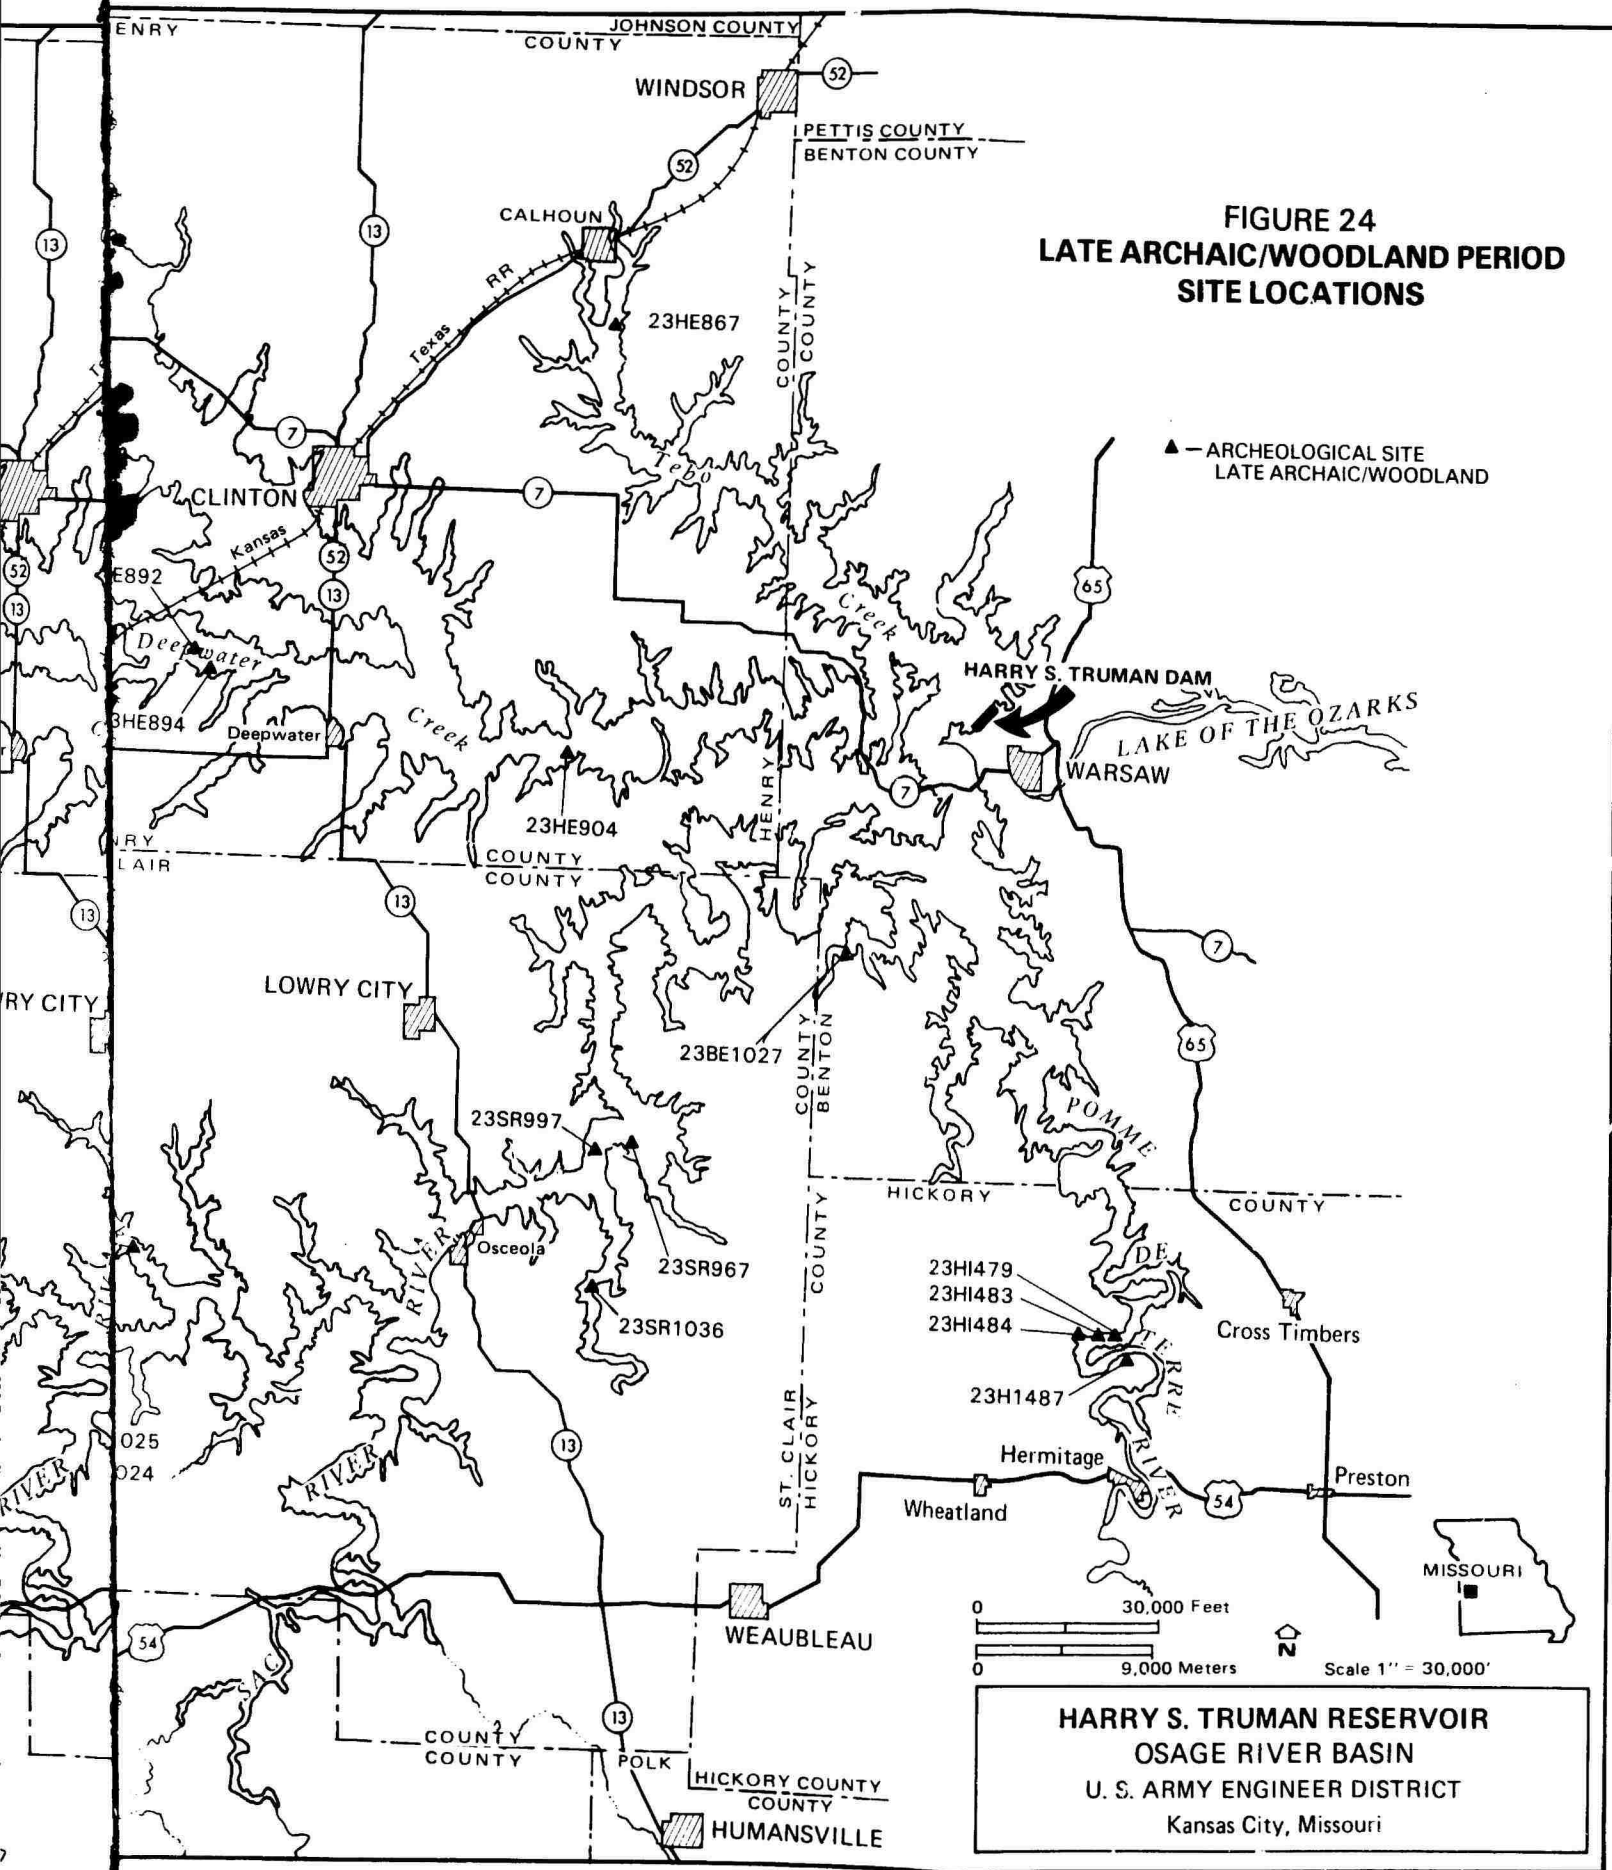 ENRY
JOHNSON COUNTY
COUNTY
WINDSOR
52
PETTIS COUNTY
BENTON COUNTY
52
CALHOUN
13
13
FIGURE 24
LATE ARCHAIC/WOODLAND PERIOD
SITE LOCATIONS
RR
COUNTY
COUNTY
23HE867
Texas
7
▲ – ARCHEOLOGICAL SITE
LATE ARCHAIC/WOODLAND
Tebo
CLINTON
7
Kansas
52
13
52
13
E892
65
Creek
Deepwater
HARRY S. TRUMAN DAM
3HE894
Deepwater
Creek
LAKE OF THE OZARKS
WARSAW
7
HENRY
23HE904
NRY
LAIR
COUNTY
COUNTY
13
13
7
RY CITY
LOWRY CITY
23BE1027
COUNTY
BENTON
65
POMME
23SR997
HICKORY
COUNTY
RIVER
Osceola
23SR967
COUNTY
DE
23HI479
23HI483
23HI484
23SR1036
TERRE
Cross Timbers
23H1487
ST. CLAIR
HICKORY
025
024
13
RIVER
RIVER
Hermitage
RIVER
Preston
54
Wheatland
MISSOURI
0 30,000 Feet
WEAUBLEAU
54
N
0 9,000 Meters
Scale 1'' = 30,000'
SAC
13
COUNTY
COUNTY
POLK
HICKORY COUNTY
COUNTY
HUMANSVILLE
HARRY S. TRUMAN RESERVOIR
OSAGE RIVER BASIN
U. S. ARMY ENGINEER DISTRICT
Kansas City, Missouri